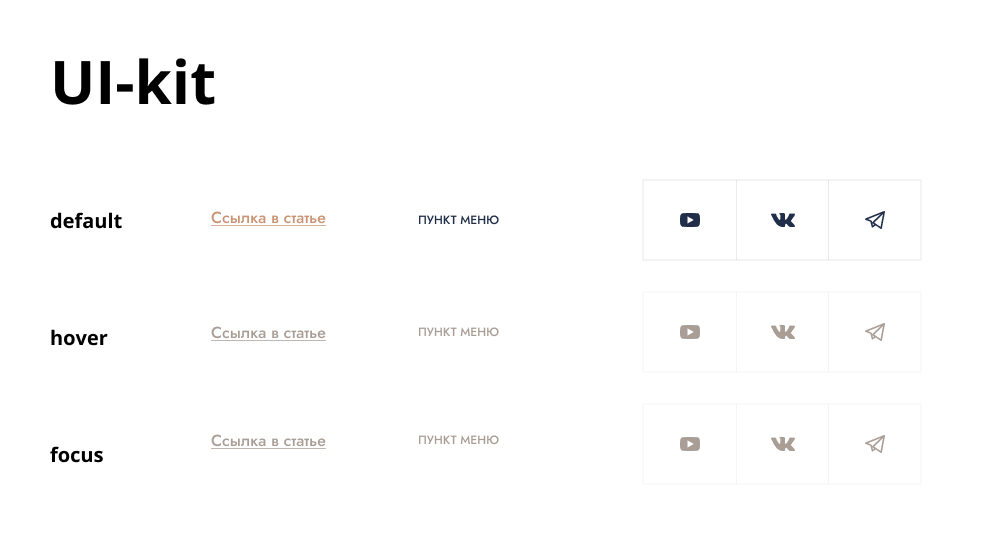 UI-kit
default Ссылка в статье ПУНКТ МЕНЮ
hover Ссылка в статье ПУНКТ МЕНЮ
focus Ссылка в статье ПУНКТ МЕНЮ